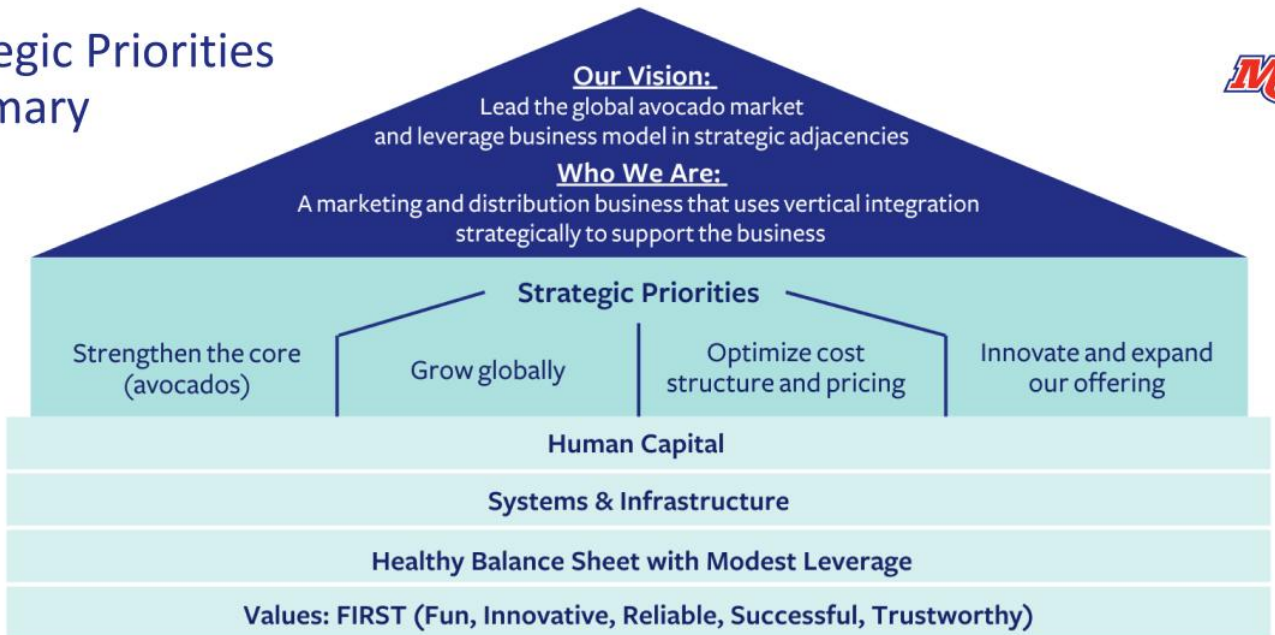 egic Priorities
mary
Our Vision:
Lead the global avocado market
and leverage business model in strategic adjacencies
Who We Are:
A marketing and distribution business that uses vertical integration
strategically to support the business
Strategic Priorities
Strengthen the core
(avocados)
Grow globally
Optimize cost
structure and pricing
Innovate and expand
our offering
Human Capital
Systems & Infrastructure
Healthy Balance Sheet with Modest Leverage
Values: FIRST (Fun, Innovative, Reliable, Successful, Trustworthy)